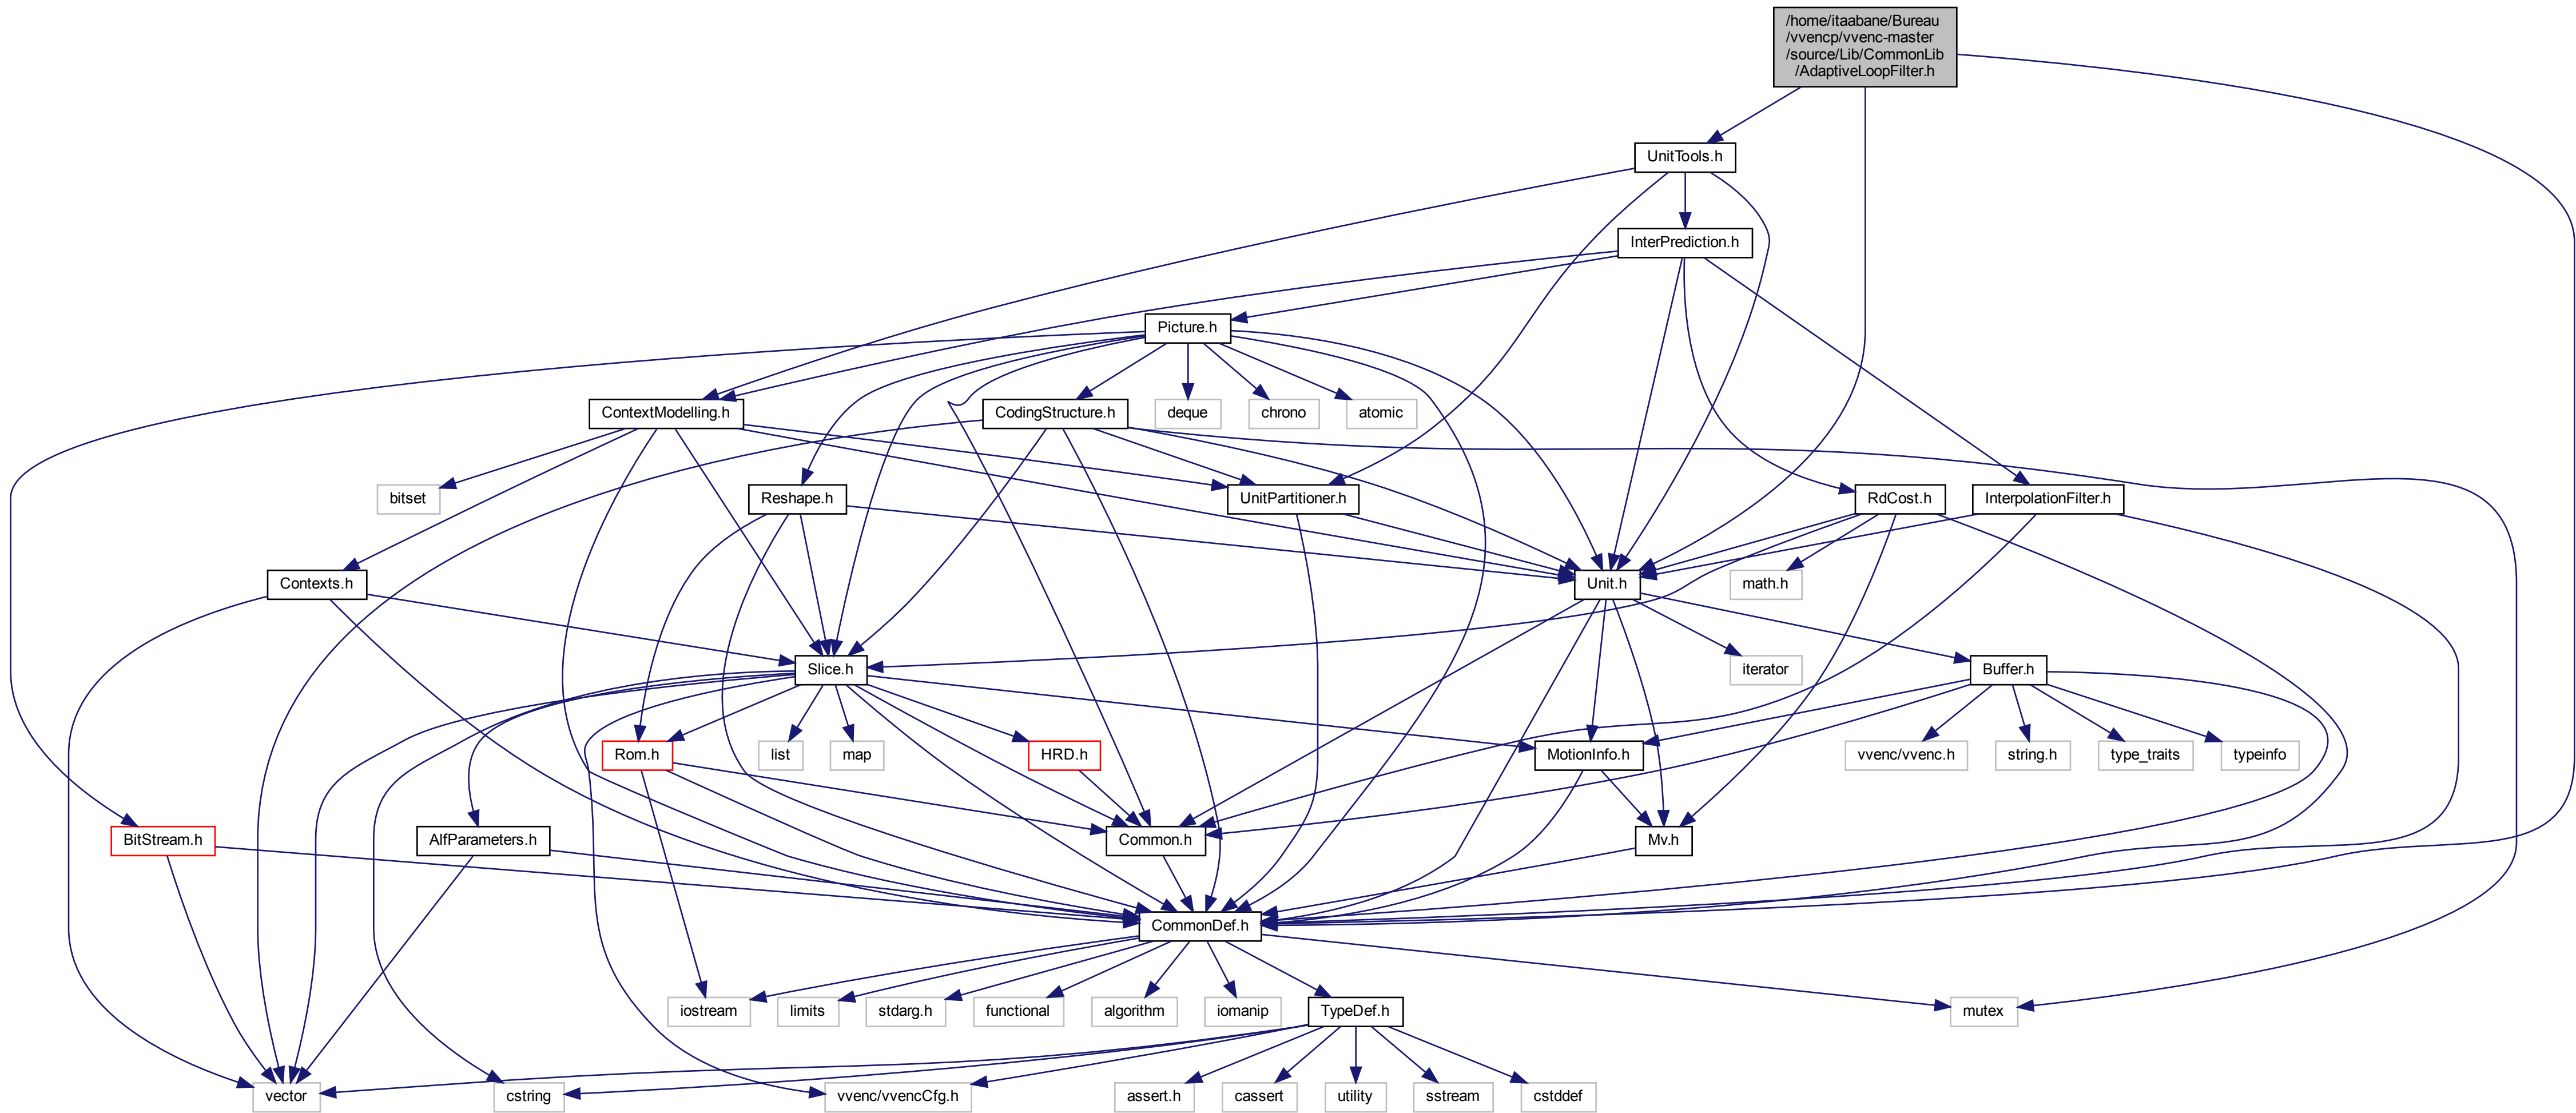 /home/itaabane/Bureau
/vvencp/vvenc-master
/source/Lib/CommonLib
/AdaptiveLoopFilter.h
UnitTools.h
InterPrediction.h
Picture.h
ContextModelling.h
CodingStructure.h
deque
chrono
atomic
bitset
Reshape.h
UnitPartitioner.h
RdCost.h
InterpolationFilter.h
Contexts.h
Unit.h
math.h
Slice.h
iterator
Buffer.h
Rom.h
list
map
HRD.h
MotionInfo.h
vvenc/vvenc.h
string.h
type_traits
typeinfo
BitStream.h
AlfParameters.h
Common.h
Mv.h
CommonDef.h
iostream
limits
stdarg.h
functional
algorithm
iomanip
TypeDef.h
mutex
vector
cstring
vvenc/vvencCfg.h
assert.h
cassert
utility
sstream
cstddef